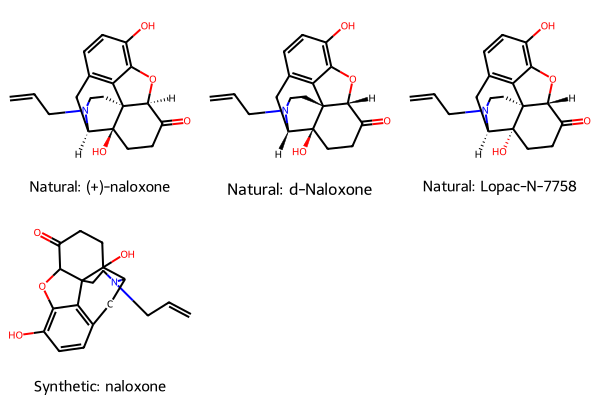 OH
O
H
N
O
HO
H
Natural: (+)-naloxone
OH
O
H
N
O
HO
H
Natural: d-Naloxone
OH
O
H
N
O
HO
H
Natural: Lopac-N-7758
O
OH
N
O
C
HO
Synthetic: naloxone